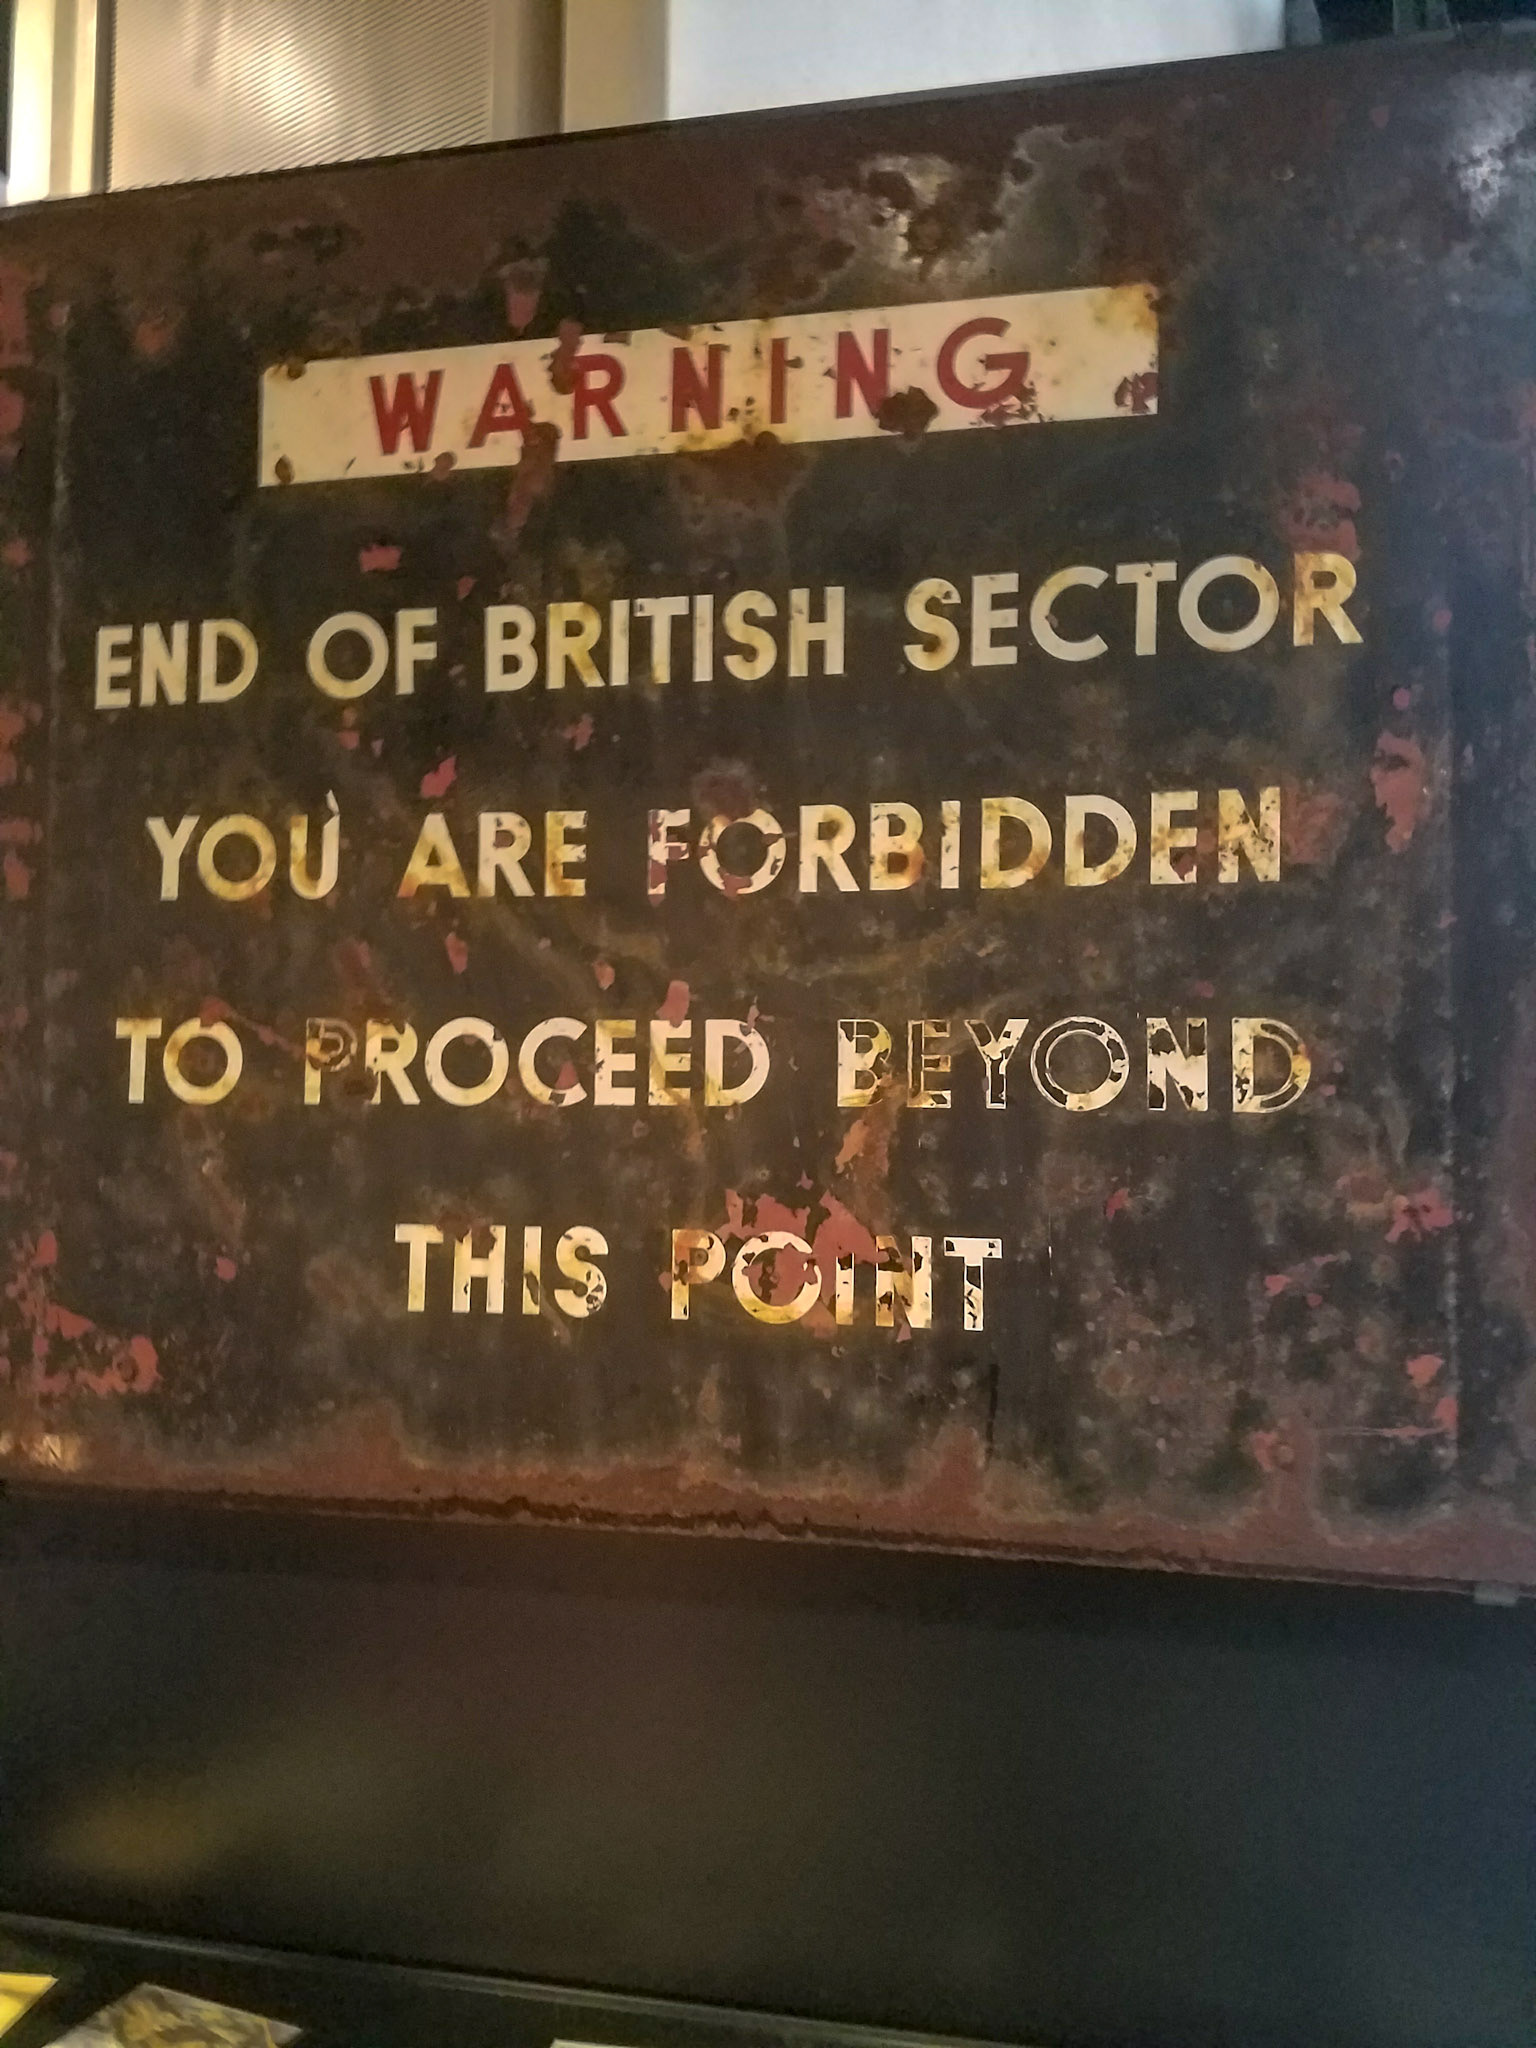 WARNING
END OF BRITISH SECTOR
YOU ARE FORBIDDEN
TO PROCEED BEYOND
THIS POINT